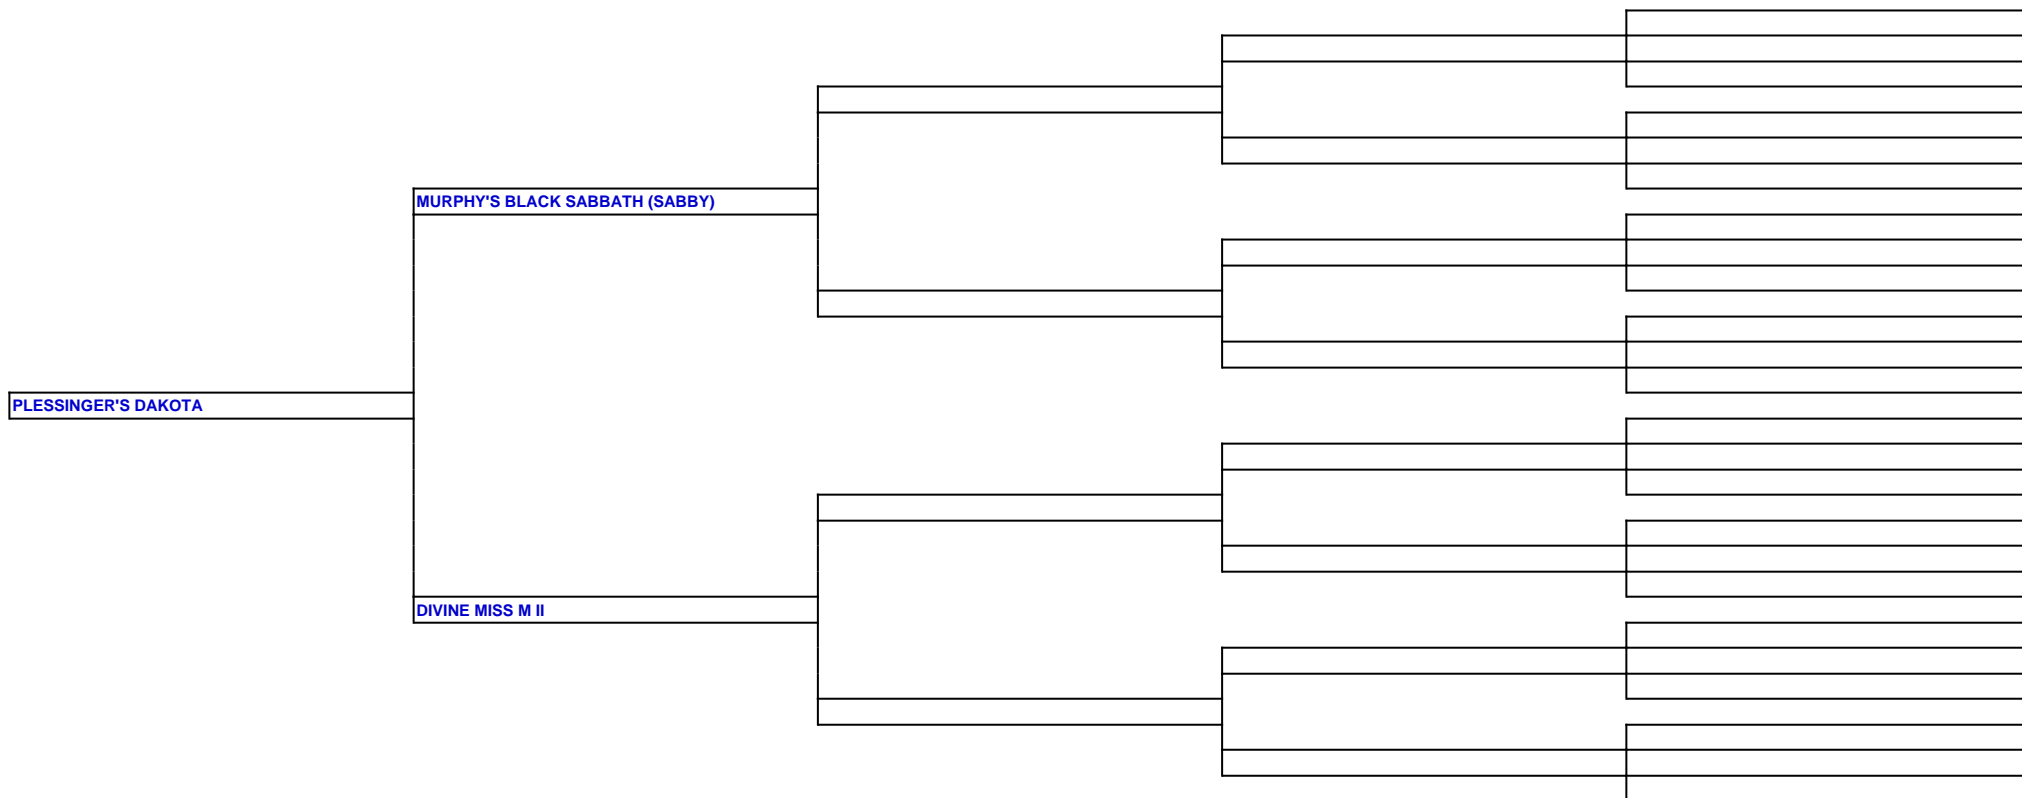 MURPHY'S BLACK SABBATH (SABBY)
PLESSINGER'S DAKOTA
DIVINE MISS M II